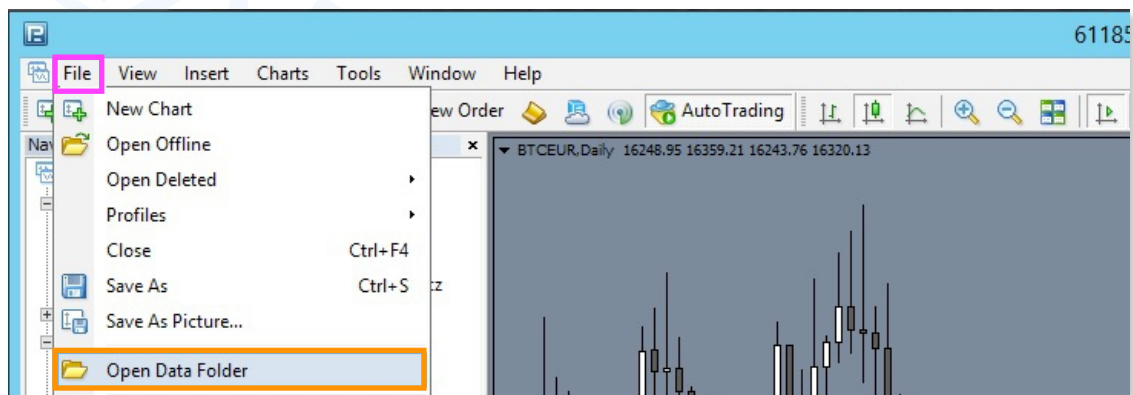 61185
File View Insert Charts Tools Window Help
New Chart
ew Order
AutoTrading
Nav
Open Offline
BTCEUR,Daily 16248.95 16359.21 16243.76 16320.13
Open Deleted
Profiles
Close Ctrl+F4
Save As Ctrl+S
cz
Save As Picture...
Open Data Folder